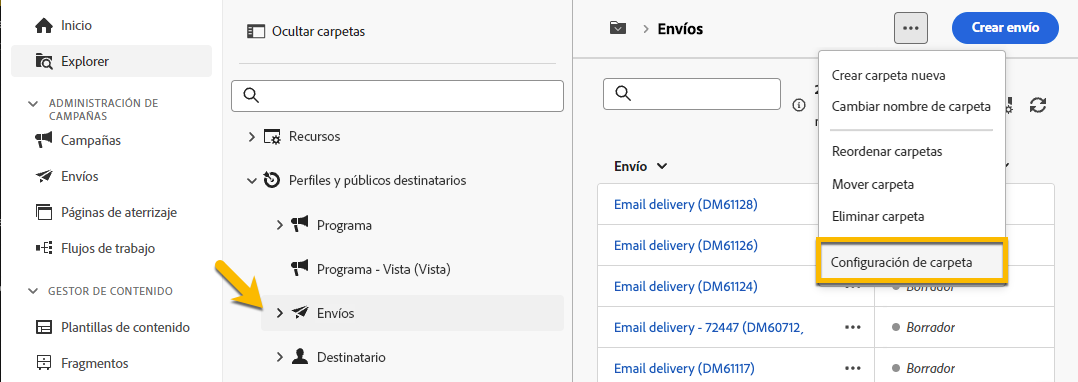 Inicio
Explorer
ADMINISTRACIÓN DE
CAMPAÑAS
Campañas
Envíos
Páginas de aterrizaje
Flujos de trabajo
GESTOR DE CONTENIDO
Plantillas de contenido
Fragmentos
Ocultar carpetas
Recursos
Perfiles y públicos destinatarios
Programa
Programa - Vista (Vista)
Envíos
Destinatario
Envíos
Crear envío
Crear carpeta nueva
Cambiar nombre de carpeta
Reordenar carpetas
Mover carpeta
Eliminar carpeta
Configuración de carpeta
Envío
Email delivery (DM61128)
Email delivery (DM61126)
Email delivery (DM61124)
Borrador
Email delivery - 72447 (DM60712,
Borrador
Email delivery (DM61117)
Borrador